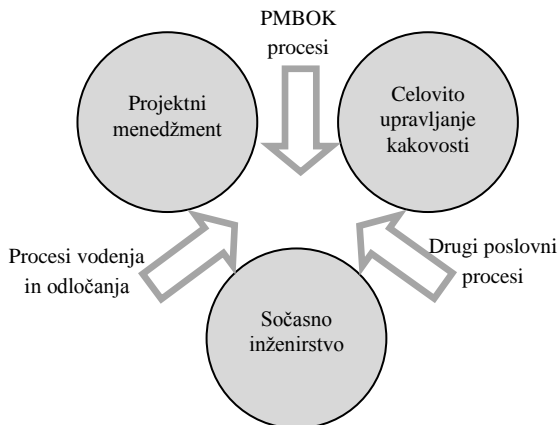 PMBOK
procesi
Projektni
menedžment
Celovito
upravljanje
kakovosti
Procesi vodenja
in odločanja
Drugi poslovni
procesi
Sočasno
inženirstvo